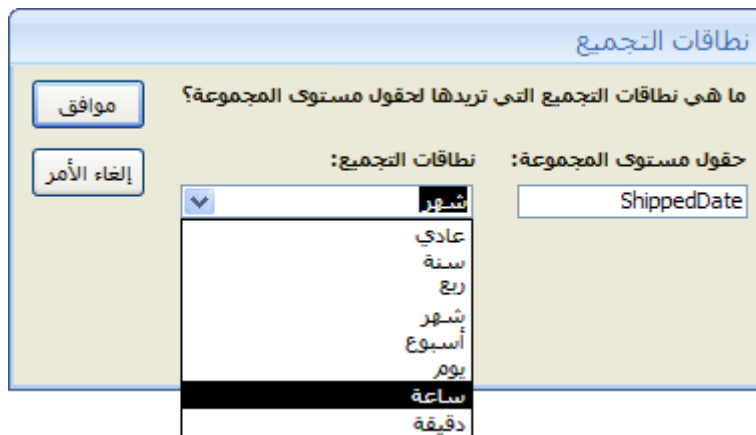 نطاقات التجميع
ما هي نطاقات التجميع التي تريدها لحقول مستوى المجموعة؟
موافق
إلغاء الأمر
حقول مستوى المجموعة:
نطاقات التجميع:
ShippedDate
شهر
عادي
سنة
ربع
شهر
أسبوع
يوم
ساعة
دقيقة